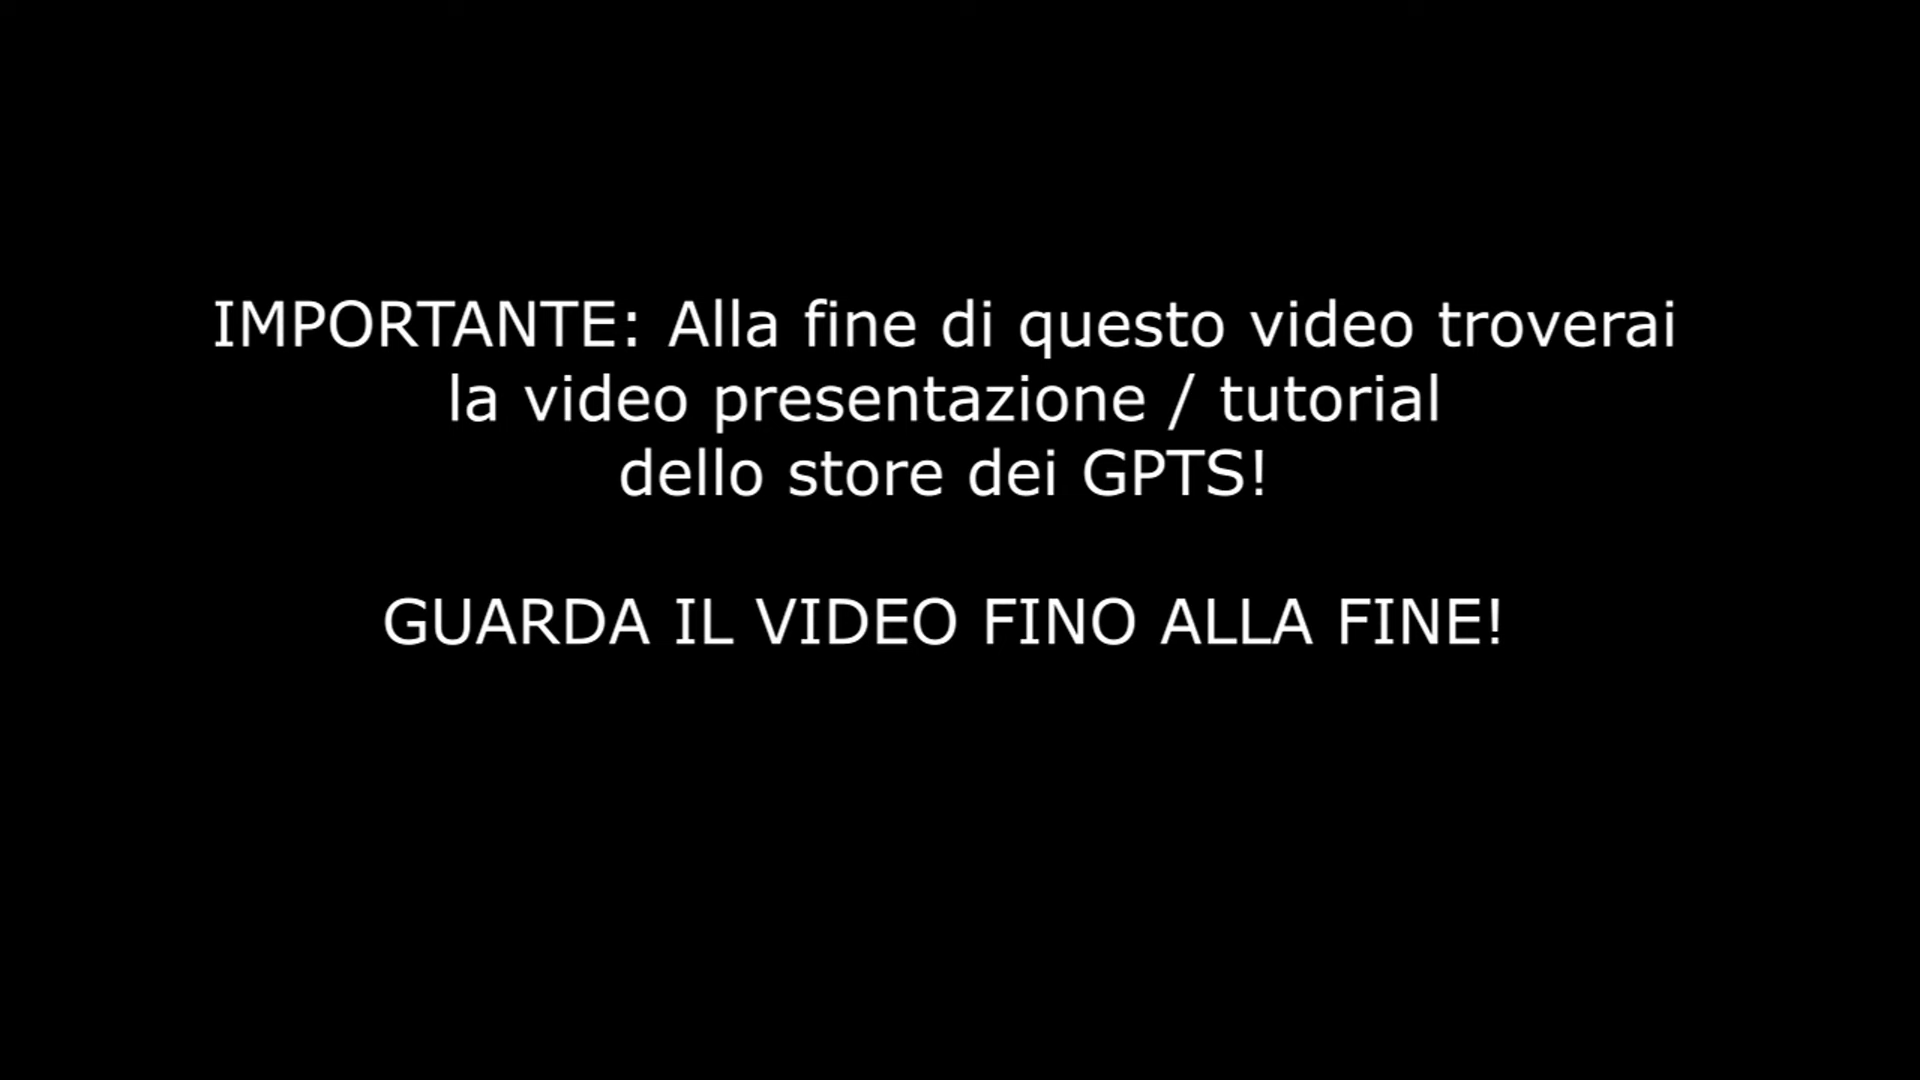 IMPORTANTE: Alla fine di questo video troverai
la video presentazione / tutorial
dello store dei GPTS!
GUARDA IL VIDEO FINO ALLA FINE!